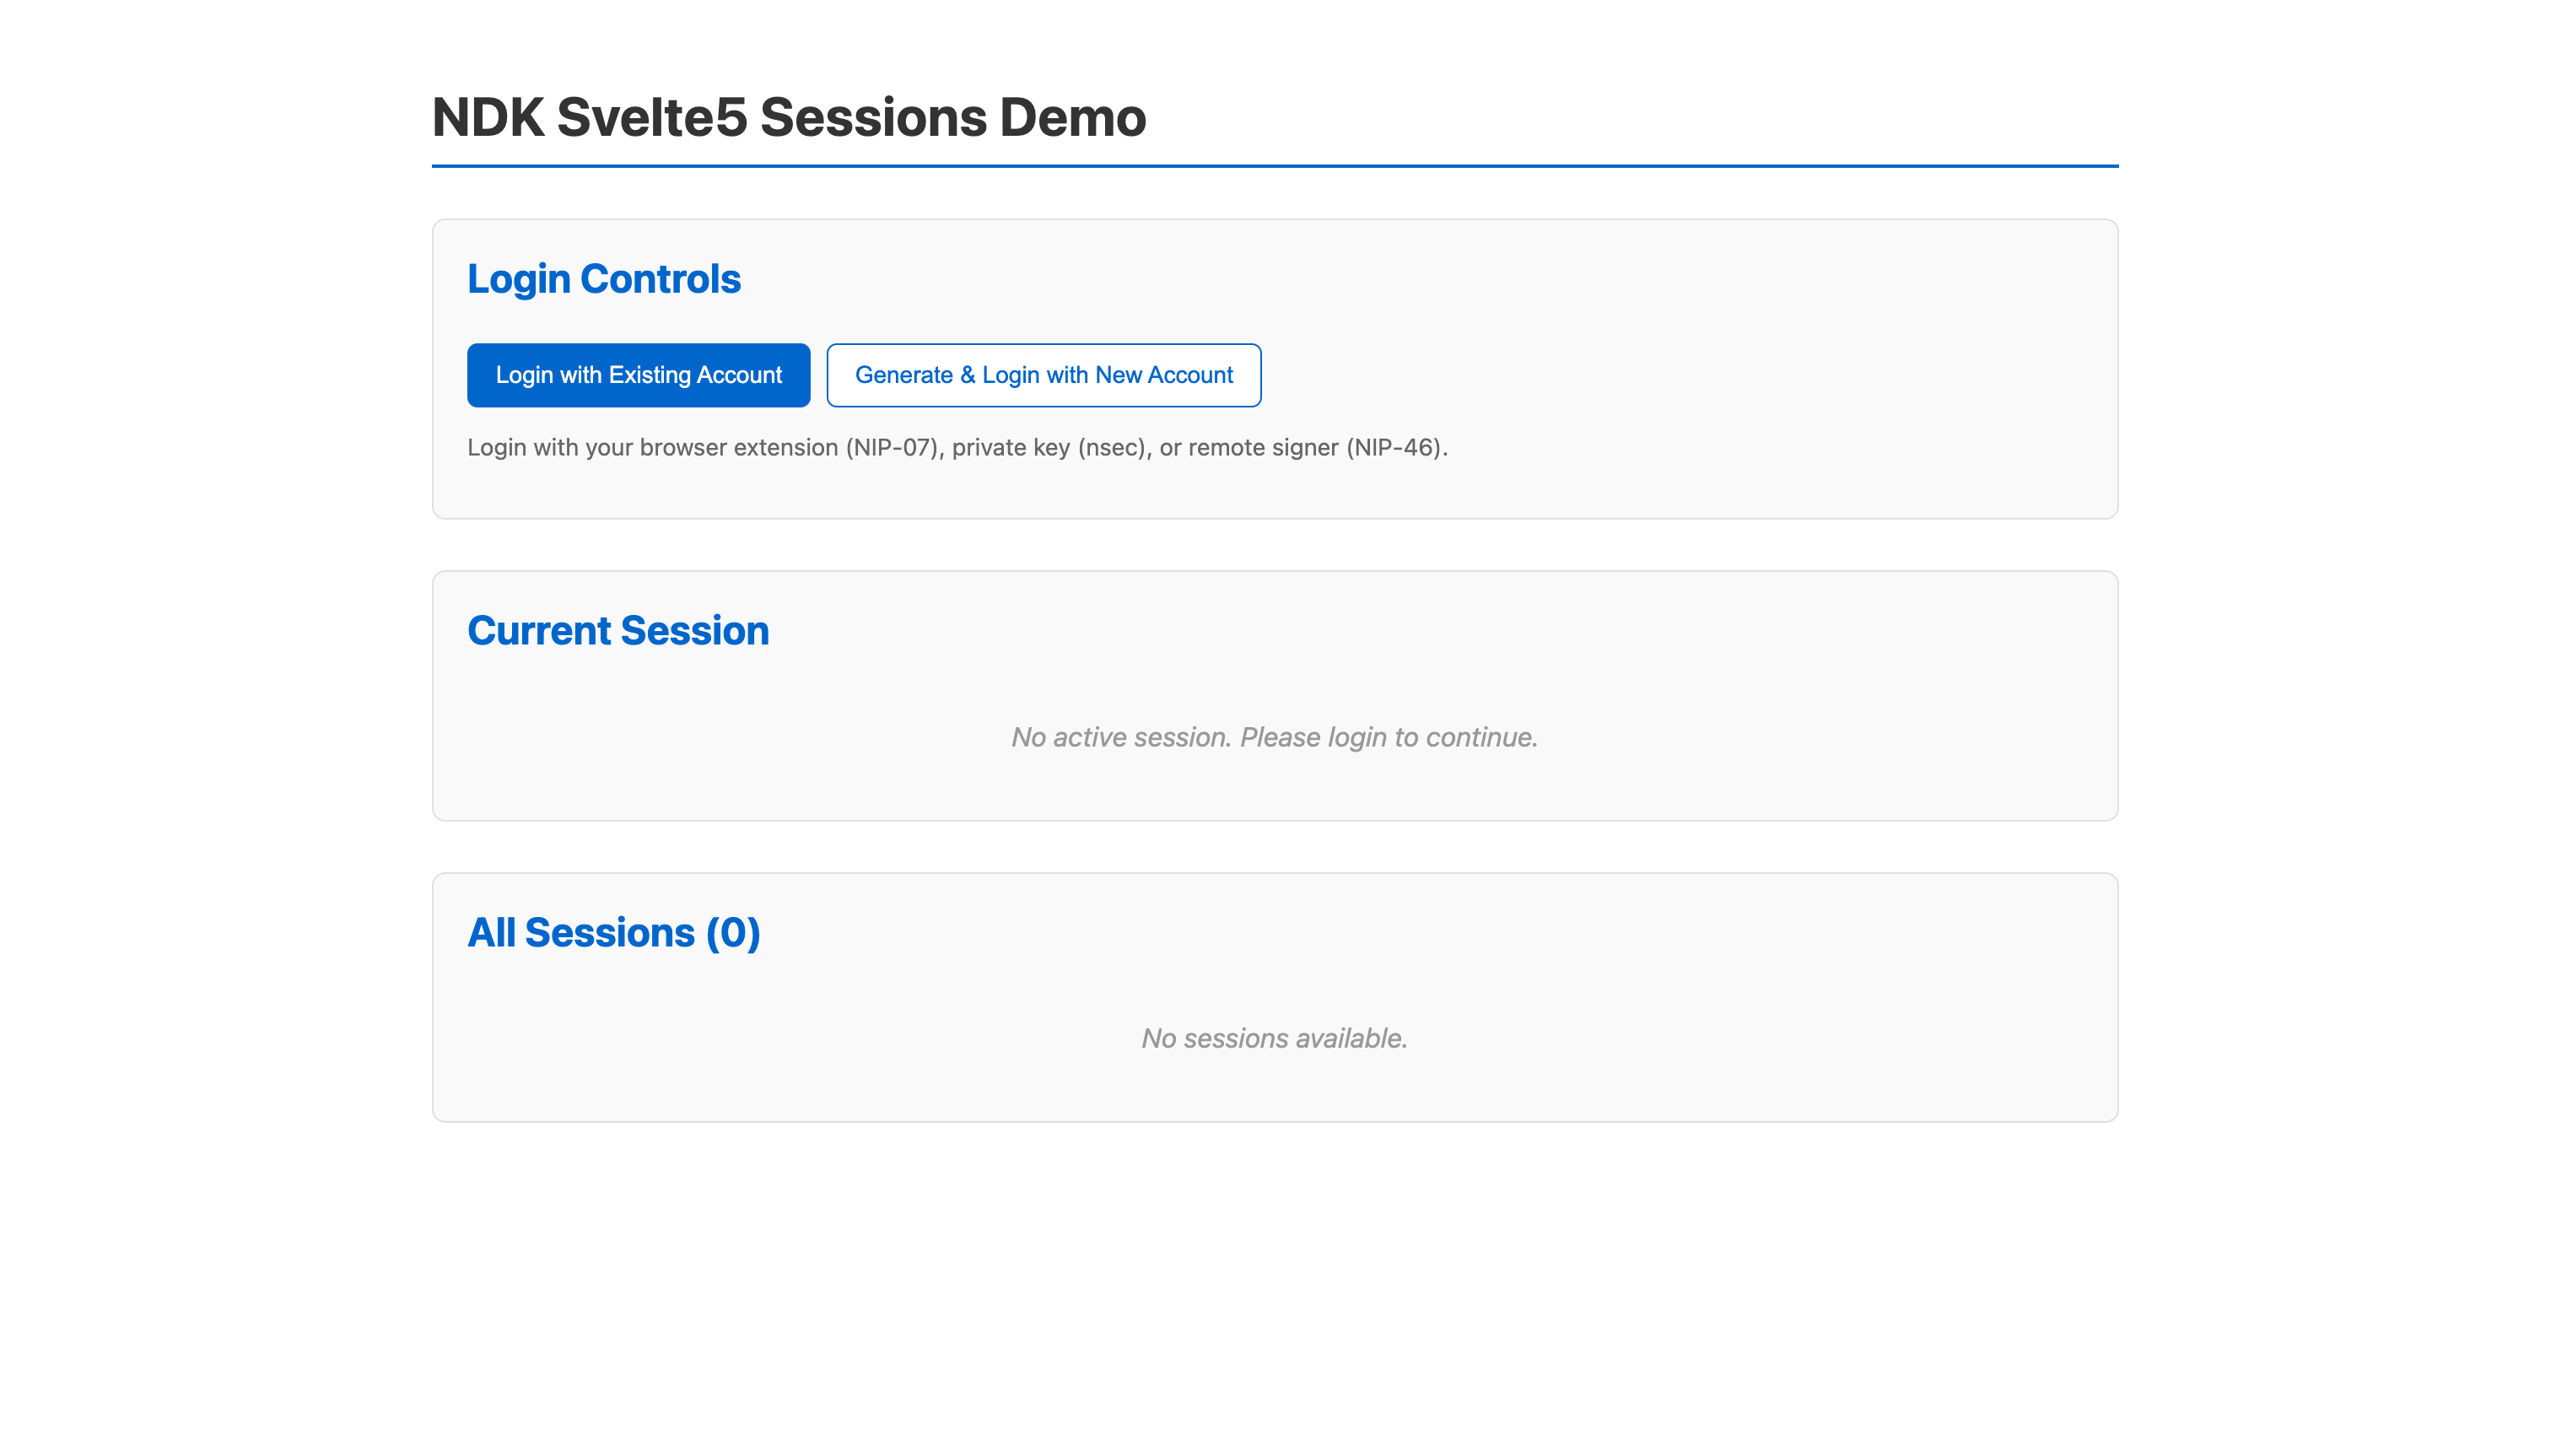 NDK Svelte5 Sessions Demo
Login Controls
Login with Existing Account
Generate & Login with New Account
Login with your browser extension (NIP-07), private key (nsec), or remote signer (NIP-46).
Current Session
No active session. Please login to continue.
All Sessions (0)
No sessions available.